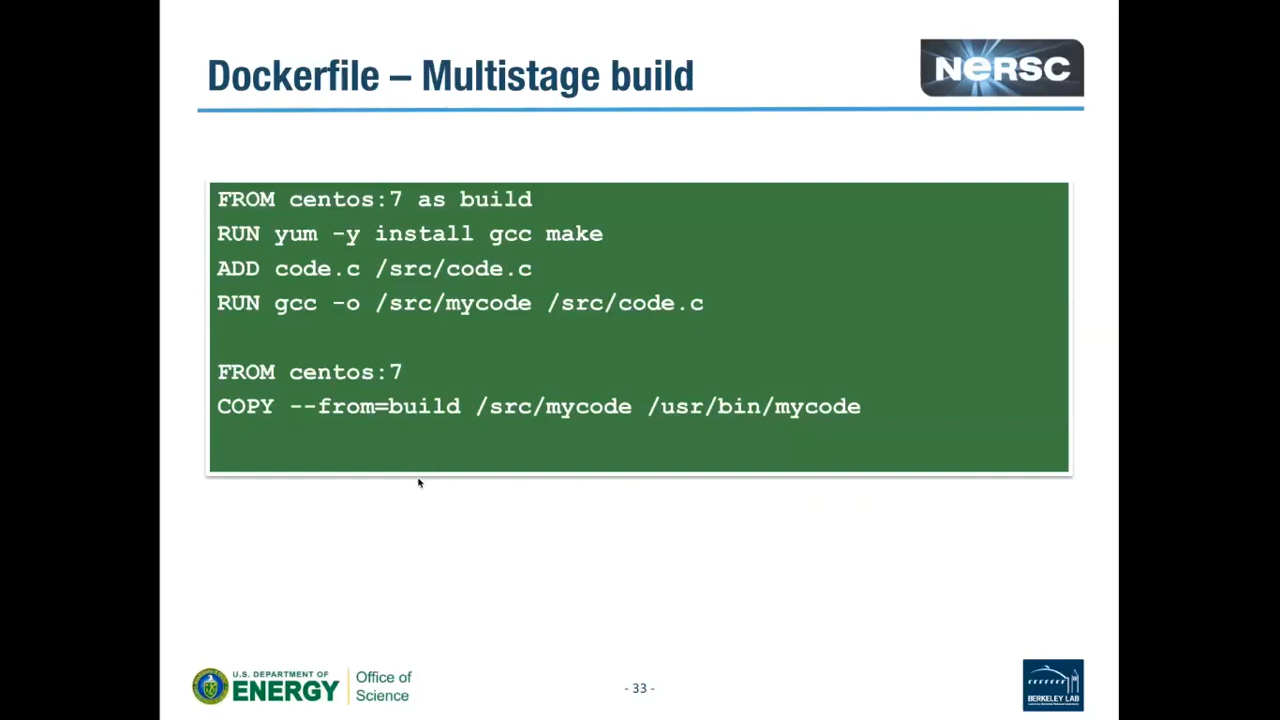 Dockerfile – Multistage build
NERSC
FROM centos:7 as build
RUN yum -y install gcc make
ADD code.c /src/code.c
RUN gcc -o /src/mycode /src/code.c
FROM centos:7
COPY --from=build /src/mycode /usr/bin/mycode
U.S. DEPARTMENT OF
ENERGY
Office of
Science
- 33 -
BERKELEY LAB